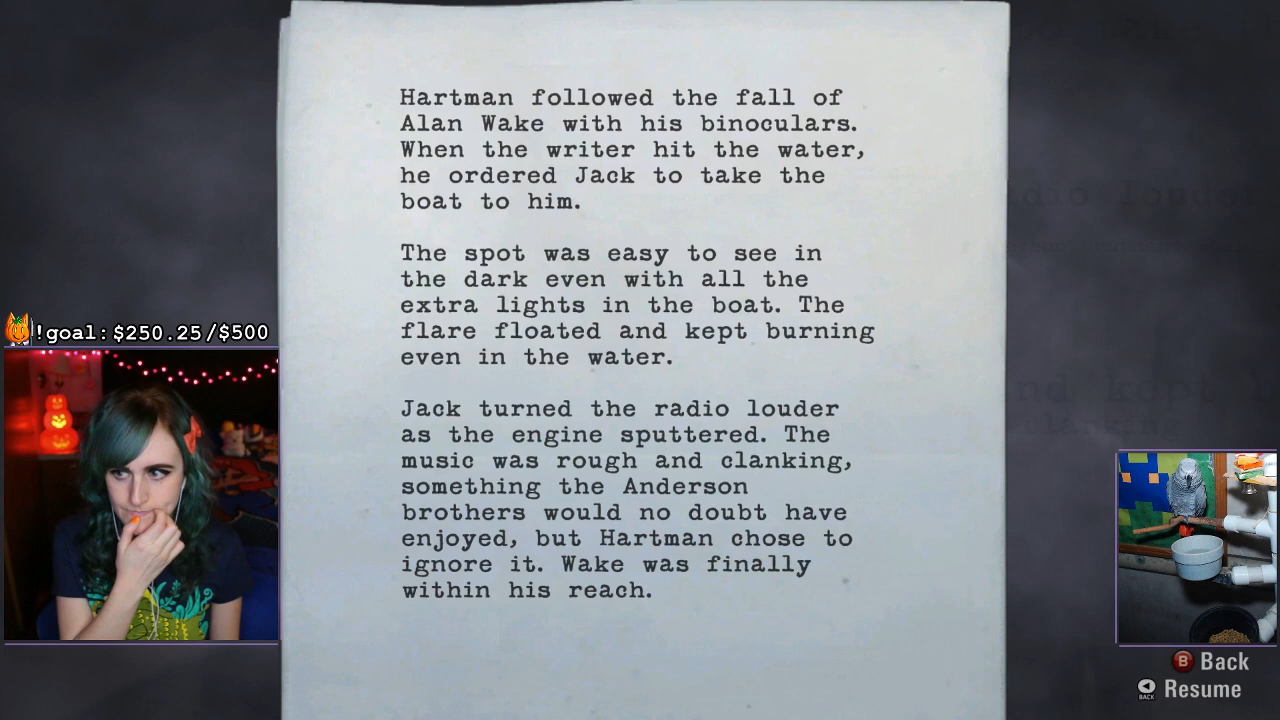 Hartman followed the fall of
Alan Wake with his binoculars.
When the writer hit the water,
he ordered Jack to take the
boat to him.
The spot was easy to see in
the dark even with all the
extra lights in the boat. The
flare floated and kept burning
even in the water.
Jack turned the radio louder
as the engine sputtered. The
music was rough and clanking,
something the Anderson
brothers would no doubt have
enjoyed, but Hartman chose to
ignore it. Wake was finally
within his reach.
!goal: $250.25/$500
B Back
BACK Resume